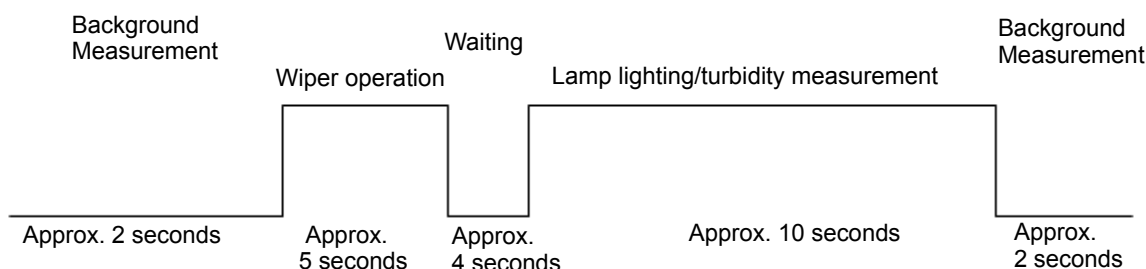 Background
Measurement
Waiting
Background
Measurement
Wiper operation
Lamp lighting/turbidity measurement
Approx. 2 seconds
Approx.
5 seconds
Approx.
4 seconds
Approx. 10 seconds
Approx.
2 seconds